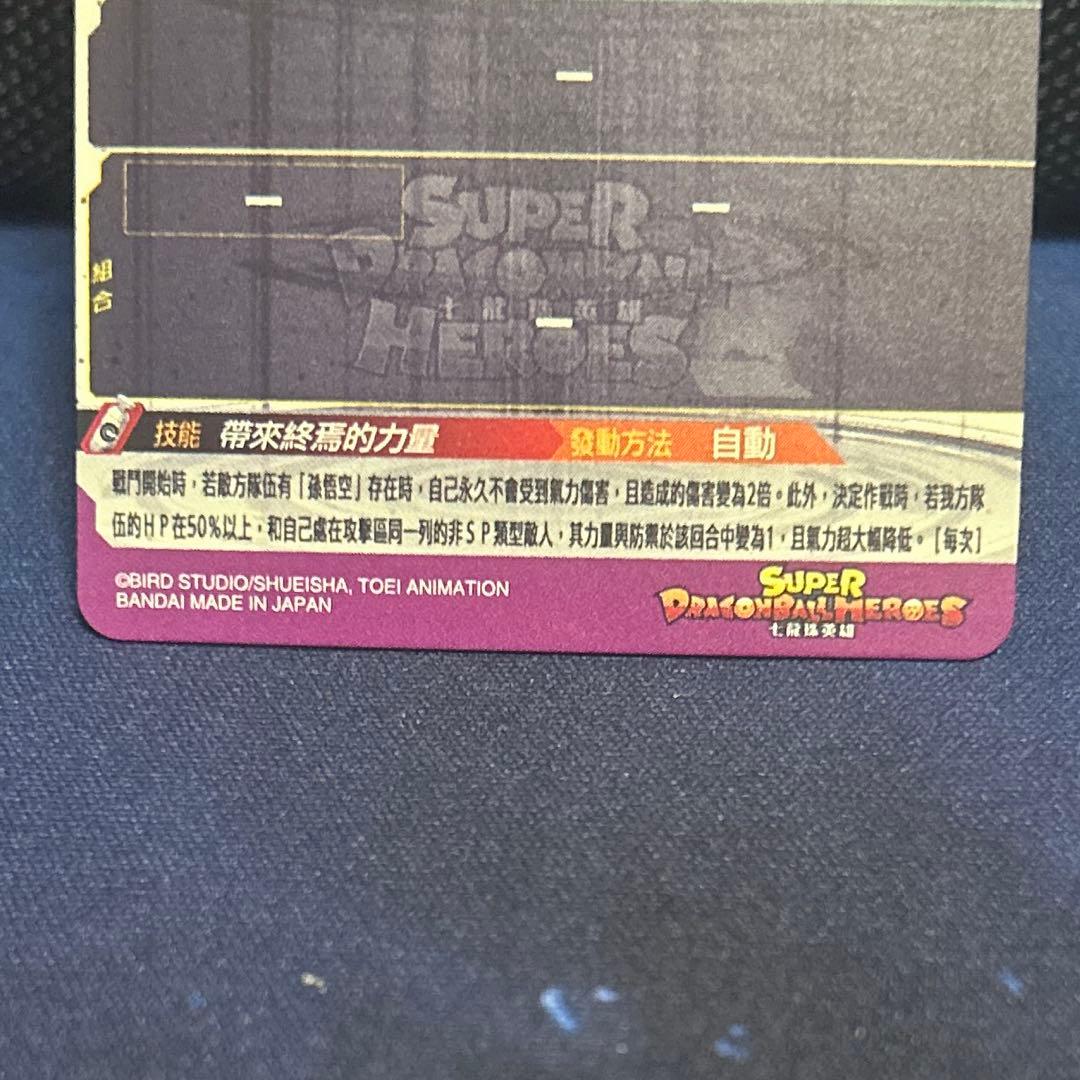 SUPER
DRAGON BALL
七龍珠英雄
HEROES
組合
技能 帶來終焉的力量 發動方法 自動
戰鬥開始時，若敵方隊伍有「孫悟空」存在時，自己永久不會受到氣力傷害，且造成的傷害變為2倍。此外，決定作戰時，若我方隊
伍的HP在50%以上，和自己處在攻擊區同一列的非SP類型敵人，其力量與防禦於該回合中變為1，且氣力超大幅降低。[每次]
©BIRD STUDIO/SHUEISHA, TOEI ANIMATION
BANDAI MADE IN JAPAN
SUPER
DRAGONBALL HEROES
七龍珠英雄